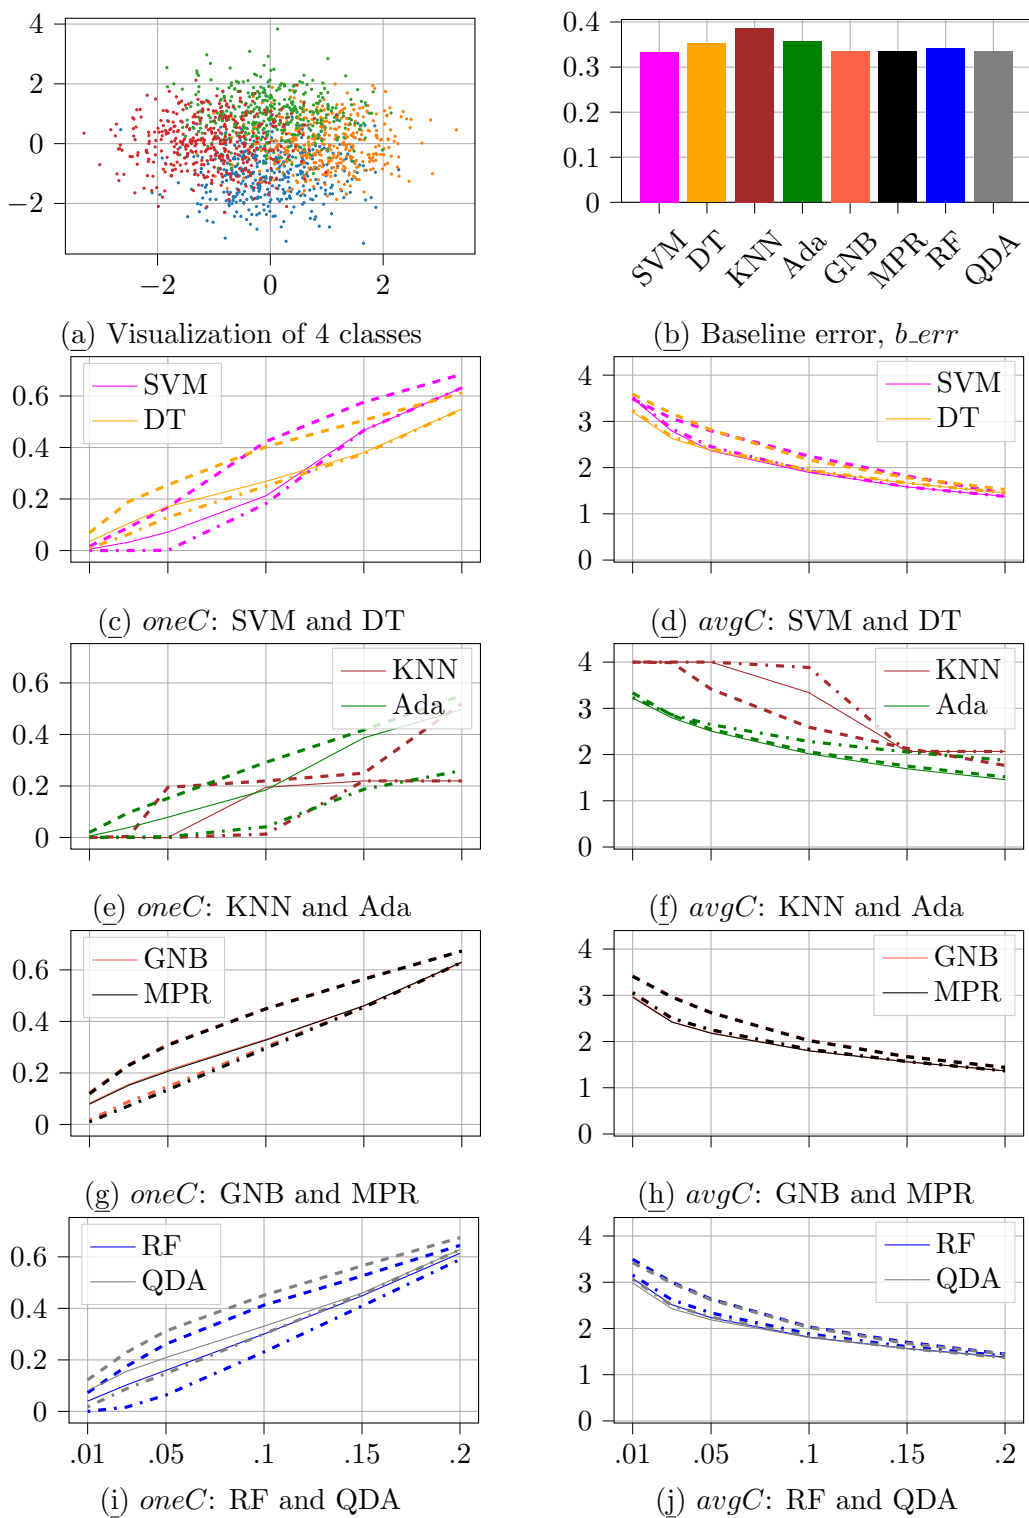 4
2
0
−2
−2 0 2
(a) Visualization of 4 classes
0.4
0.3
0.2
0.1
0
SVM DT KNN Ada GNB MPR RF QDA
(b) Baseline error, b_err
0.6
0.4
0.2
0
SVM
DT
(c) oneC: SVM and DT
4
3
2
1
0
SVM
DT
(d) avgC: SVM and DT
0.6
0.4
0.2
0
KNN
Ada
(e) oneC: KNN and Ada
4
3
2
1
0
KNN
Ada
(f) avgC: KNN and Ada
0.6
0.4
0.2
0
GNB
MPR
(g) oneC: GNB and MPR
4
3
2
1
0
GNB
MPR
(h) avgC: GNB and MPR
0.6
0.4
0.2
0
RF
QDA
.01 .05 .1 .15 .2
(i) oneC: RF and QDA
4
3
2
1
0
RF
QDA
.01 .05 .1 .15 .2
(j) avgC: RF and QDA